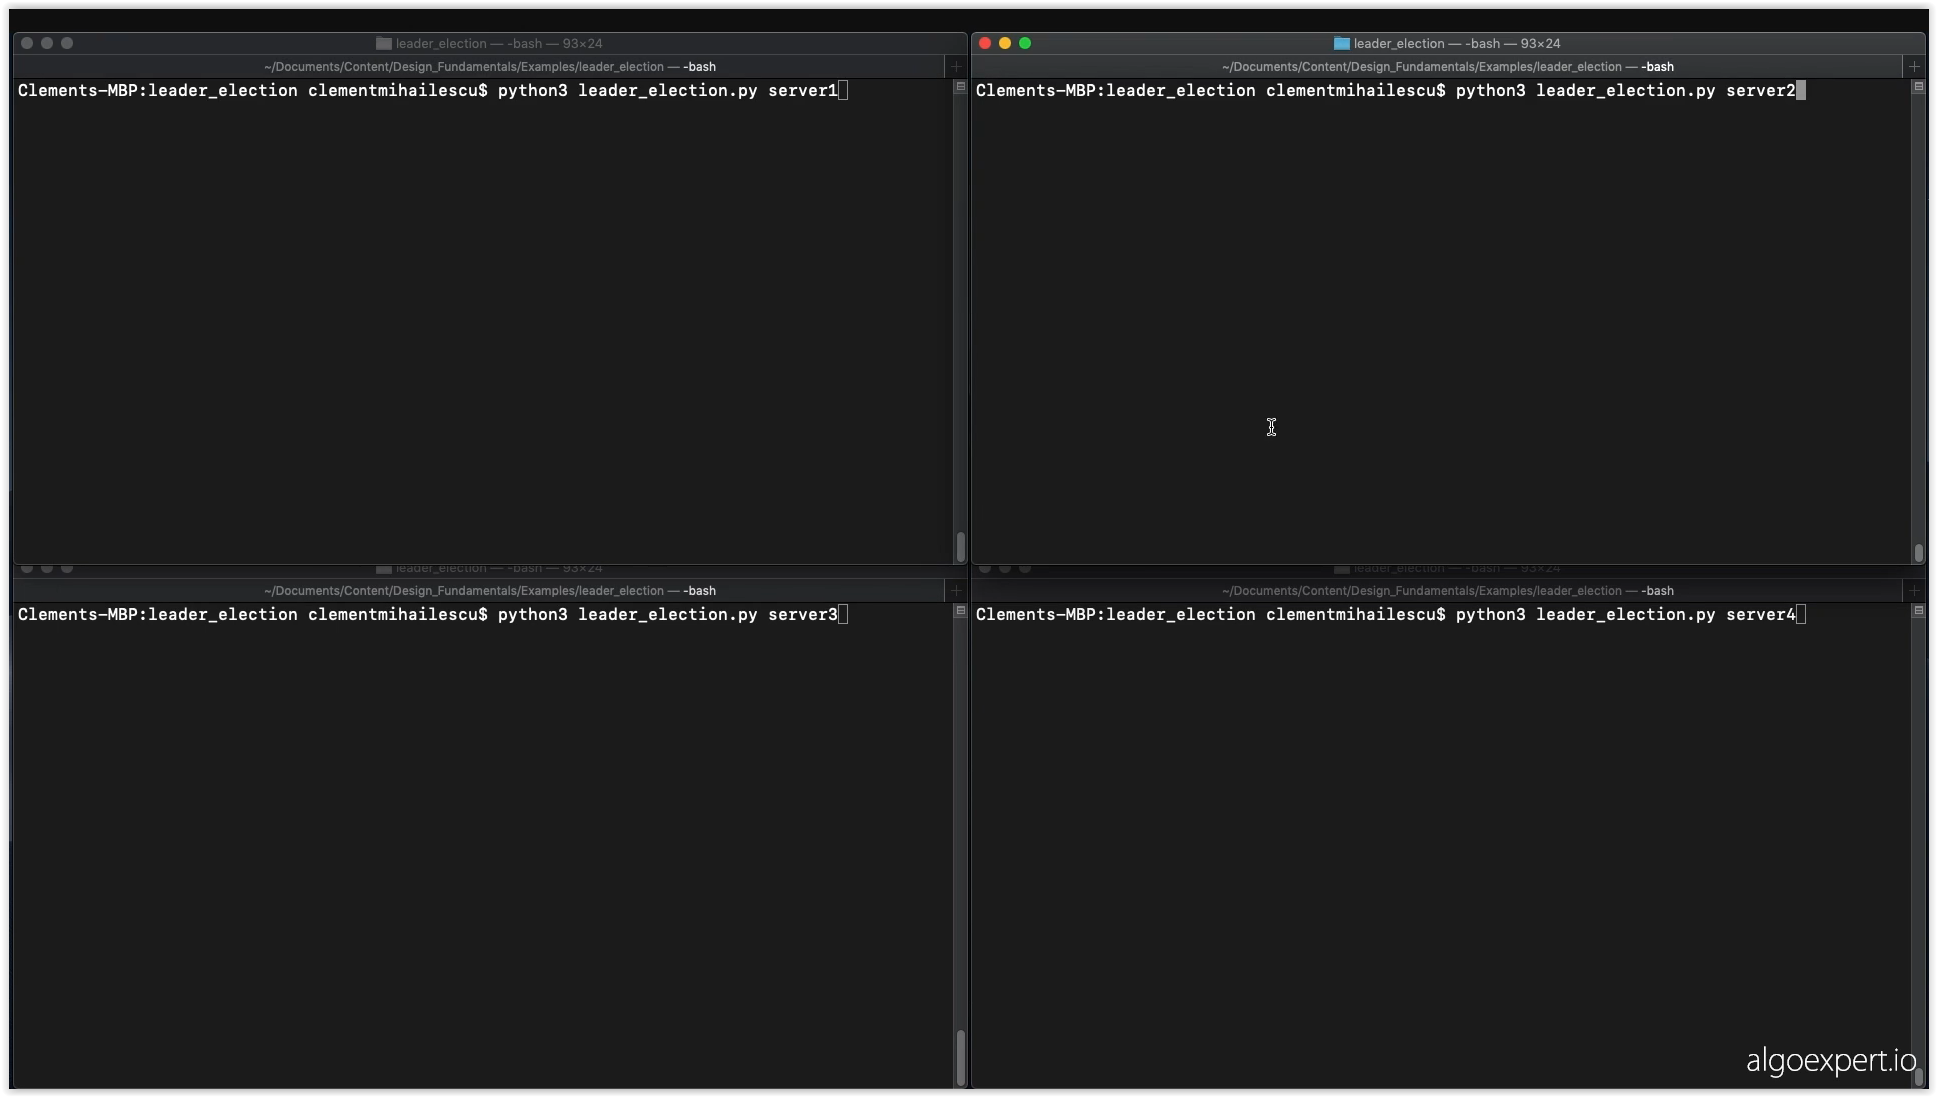 leader_election — -bash — 93×24
~/Documents/Content/Design_Fundamentals/Examples/leader_election — -bash
Clements-MBP:leader_election clementmihailescu$ python3 leader_election.py server1
leader_election — -bash — 93×24
~/Documents/Content/Design_Fundamentals/Examples/leader_election — -bash
Clements-MBP:leader_election clementmihailescu$ python3 leader_election.py server2
leader_election — -bash — 93×24
~/Documents/Content/Design_Fundamentals/Examples/leader_election — -bash
Clements-MBP:leader_election clementmihailescu$ python3 leader_election.py server3
leader_election — -bash — 93×24
~/Documents/Content/Design_Fundamentals/Examples/leader_election — -bash
Clements-MBP:leader_election clementmihailescu$ python3 leader_election.py server4
algoexpert.io